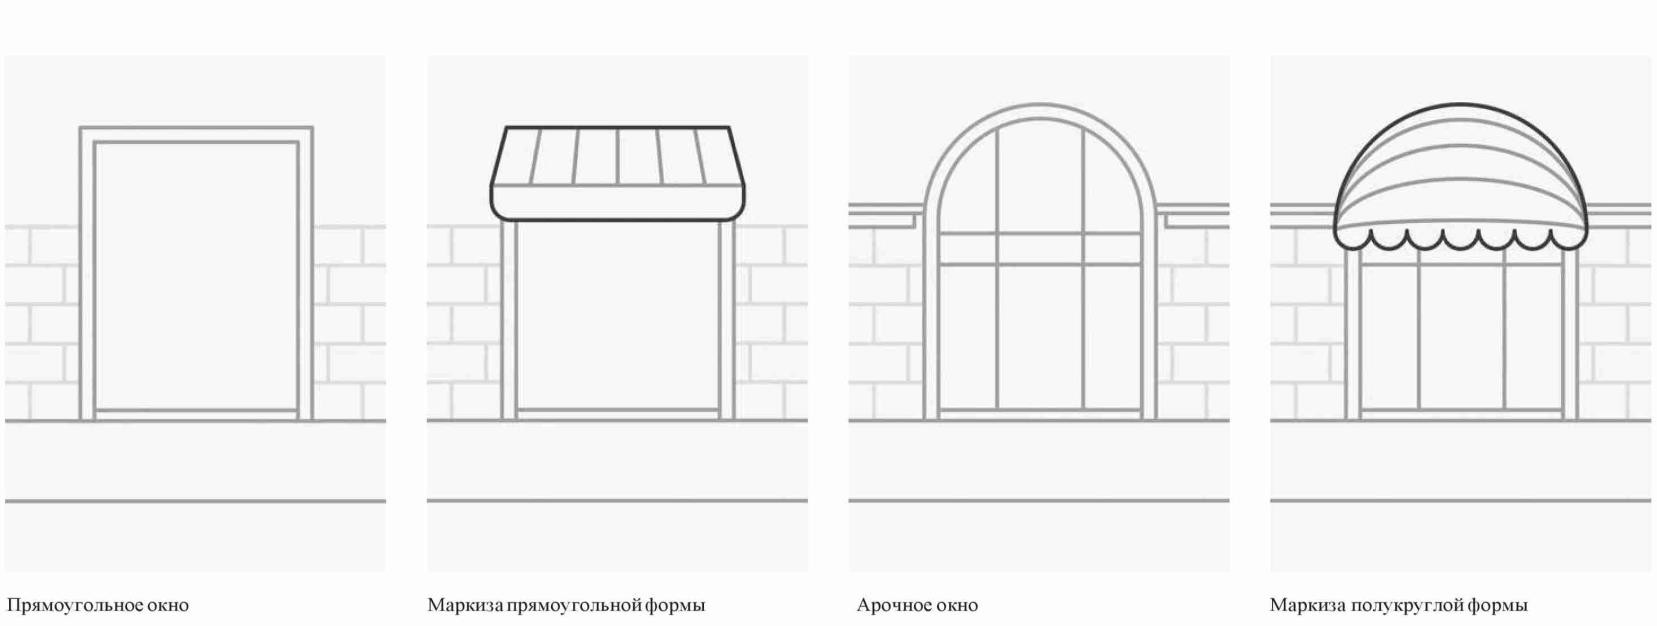 Прямоугольное окно
Маркиза прямоугольной формы
Арочное окно
Маркиза полукруглой формы